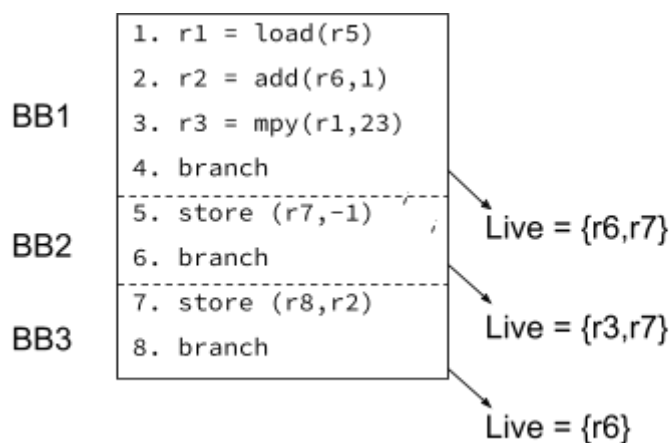 1. r1 = load(r5)
2. r2 = add(r6,1)
BB1
3. r3 = mpy(r1,23)
4. branch
5. store (r7,-1)
Live = {r6,r7}
BB2
6. branch
7. store (r8,r2)
Live = {r3,r7}
BB3
8. branch
Live = {r6}